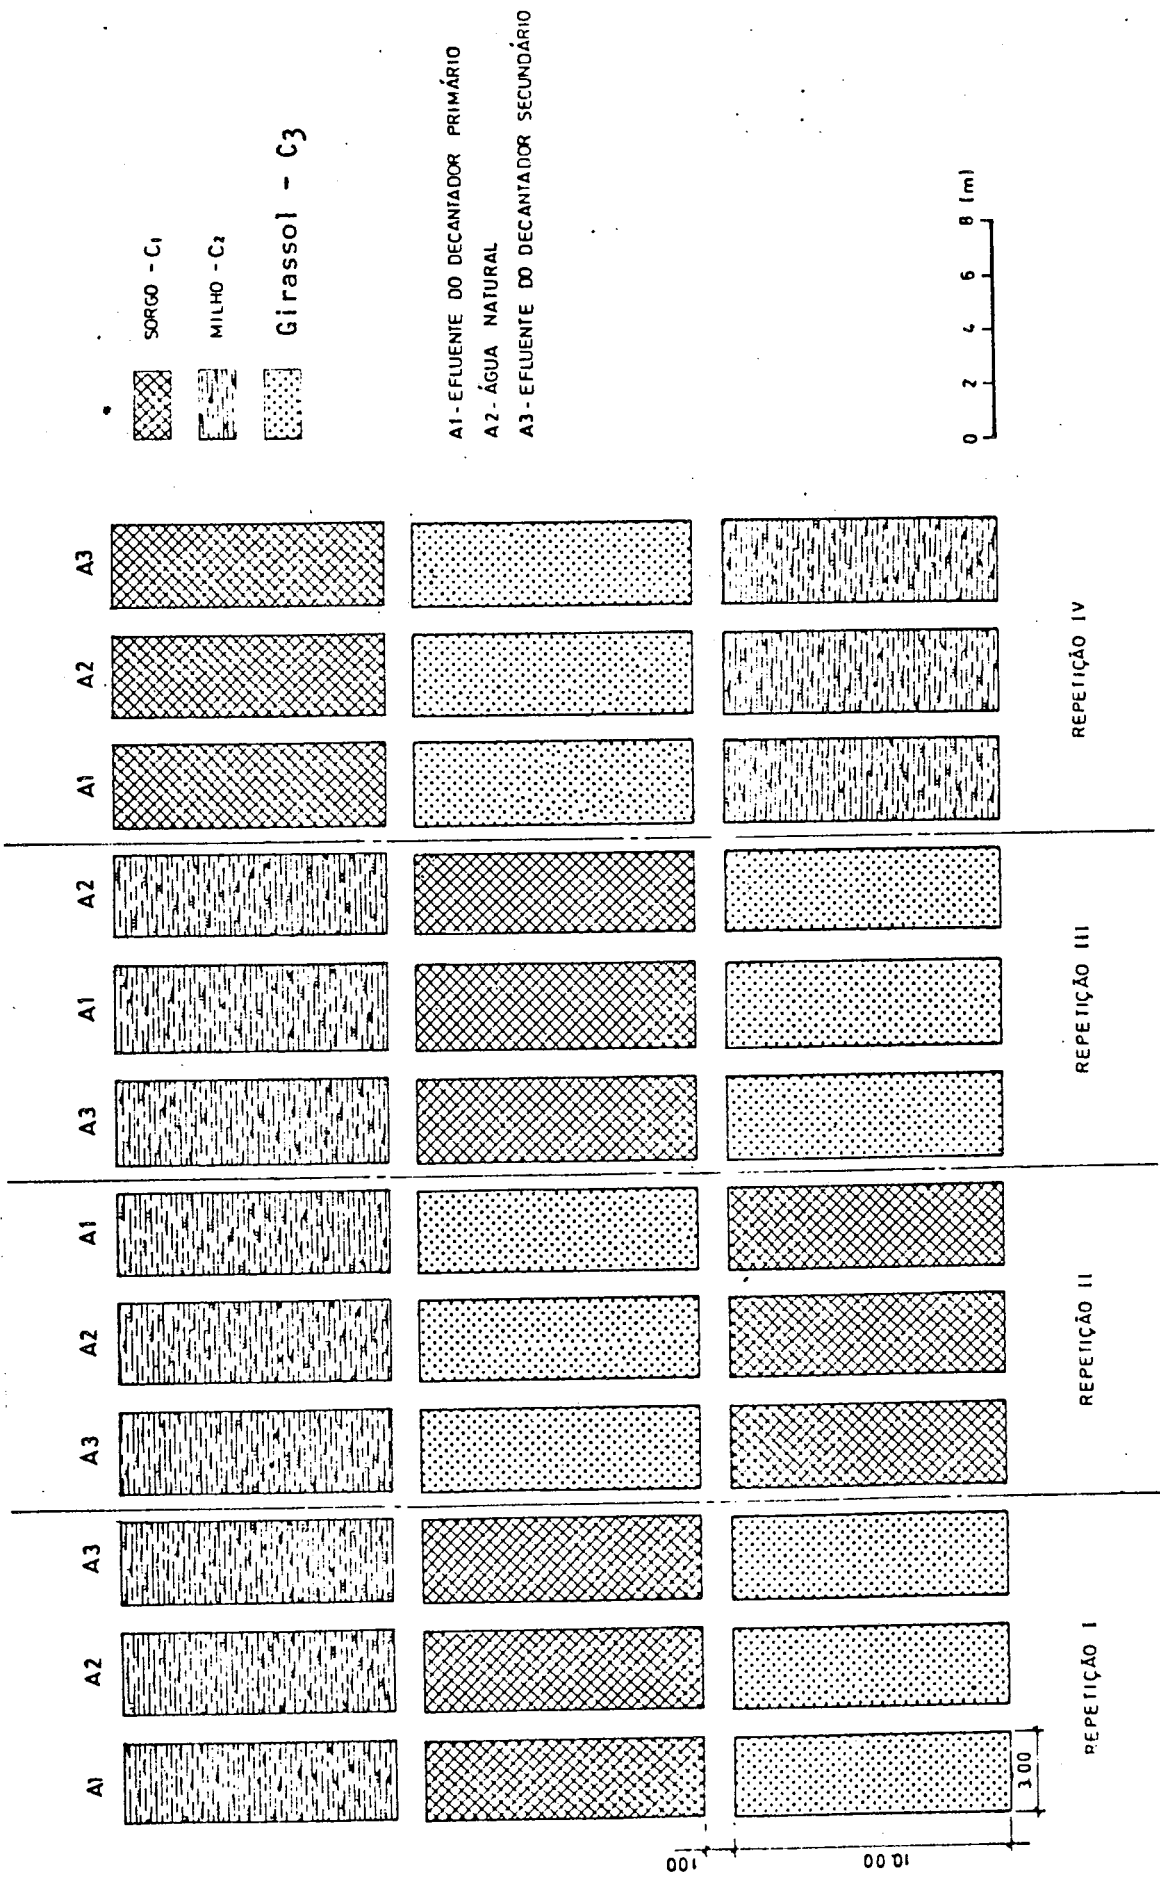 A1 A2 A3 A3 A2 A1 A3 A1 A2 A1 A2 A3
1.00
10.00
3.00
REPETIÇÃO I
REPETIÇÃO II
REPETIÇÃO III
REPETIÇÃO IV
SORGO - C1
MILHO - C2
Girassol - C3
A1 - EFLUENTE DO DECANTADOR PRIMÁRIO
A2 - ÁGUA NATURAL
A3 - EFLUENTE DO DECANTADOR SECUNDÁRIO
0 2 4 6 8 (m)